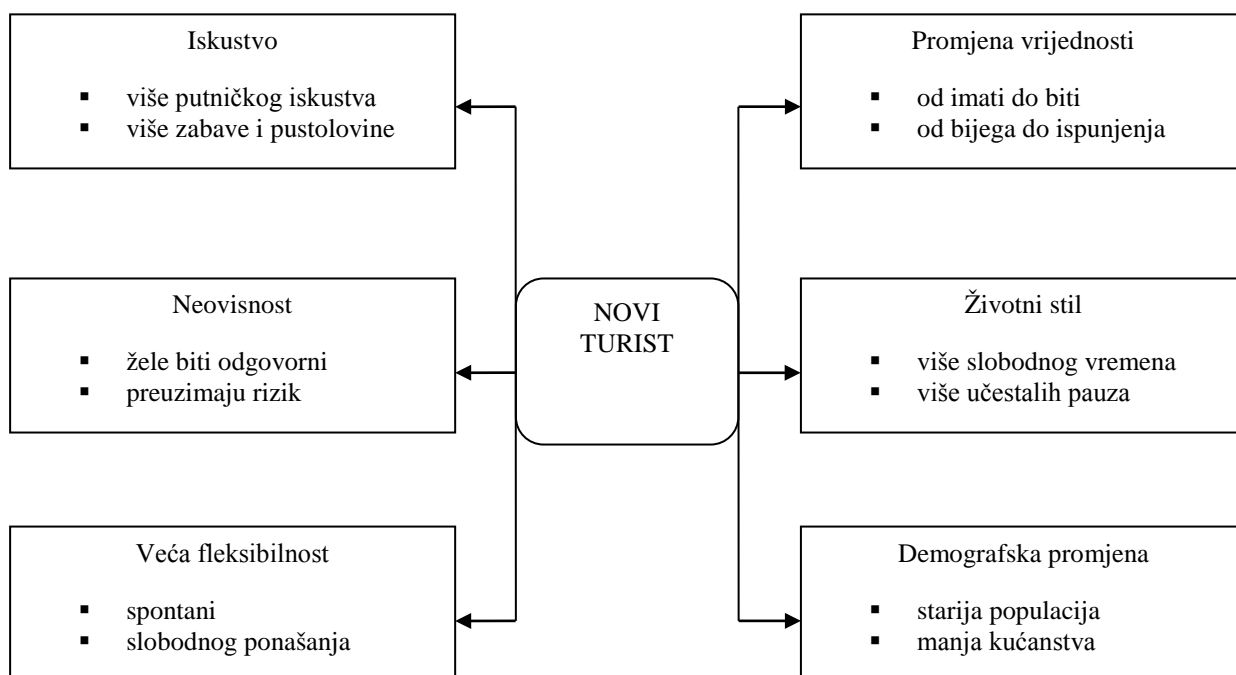 Iskustvo
▪ više putničkog iskustva
▪ više zabave i pustolovine
Promjena vrijednosti
▪ od imati do biti
▪ od bijega do ispunjenja
Neovisnost
▪ žele biti odgovorni
▪ preuzimaju rizik
NOVI
TURIST
Životni stil
▪ više slobodnog vremena
▪ više učestalih pauza
Veća fleksibilnost
▪ spontani
▪ slobodnog ponašanja
Demografska promjena
▪ starija populacija
▪ manja kućanstva